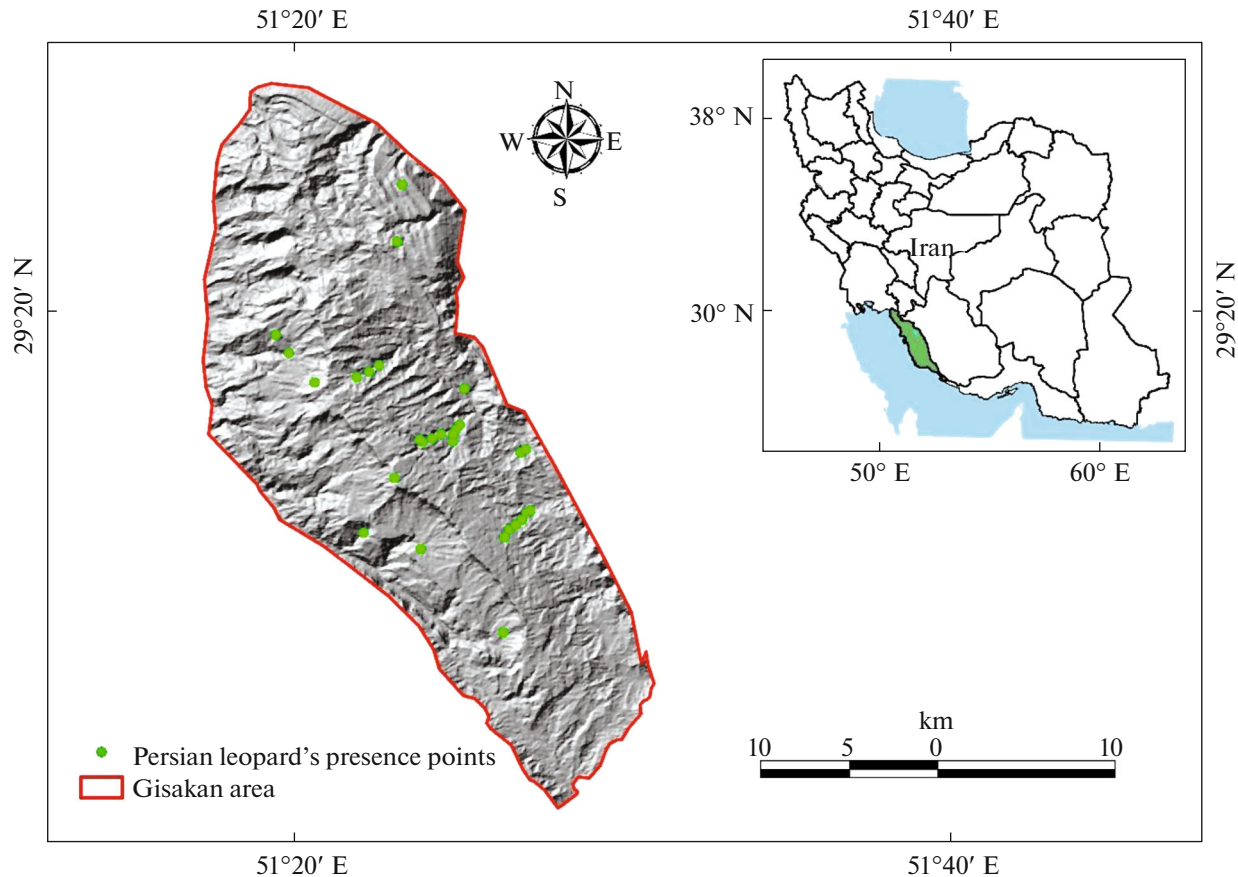 51°20′ E
51°40′ E
N
W
E
S
38° N
Iran
30° N
29°20′ N
29°20′ N
50° E
60° E
Persian leopard’s presence points
Gisakan area
km
10 5 0 10
51°20′ E
51°40′ E